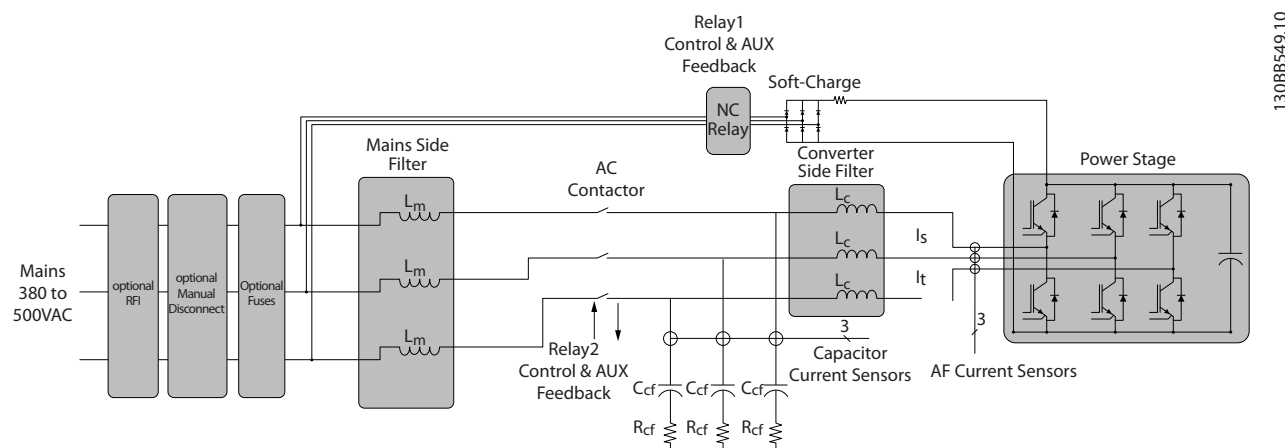 130BB549.10
Relay1
Control & AUX
Feedback
Soft-Charge
NC
Relay
Mains Side
Filter
AC
Contactor
Converter
Side Filter
Power Stage
Lm
Lc
Is
Lm
Lc
It
Mains
380 to
500VAC
optional
RFI
optional
Manual
Disconnect
Optional
Fuses
Lm
Lc
3
3
Relay2
Control & AUX
Feedback
Capacitor
Current Sensors
AF Current Sensors
Ccf
Ccf
Ccf
Rcf
Rcf
Rcf